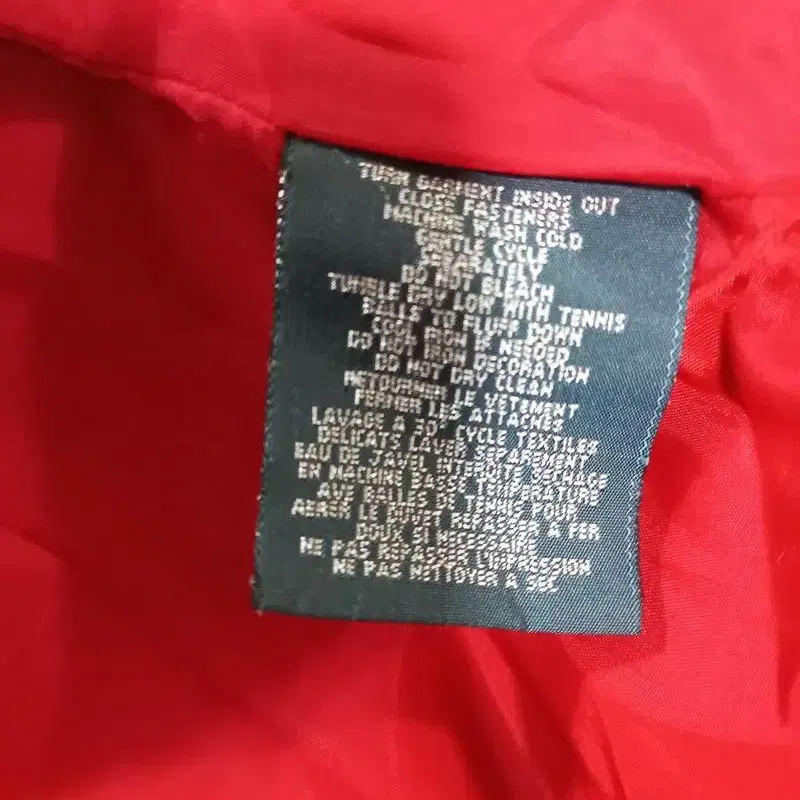 TURN GARMENT INSIDE OUT
CLOSE FASTENERS
MACHINE WASH COLD
GENTLE CYCLE
SEPARATELY
DO NOT BLEACH
TUMBLE DRY LOW WITH TENNIS
BALLS TO FLUFF DOWN
COOL IRON IF NEEDED
DO NOT IRON DECORATION
DO NOT DRY CLEAN
RETOURNER LE VETEMENT
FERMER LES ATTACHES
LAVAGE A 30° CYCLE TEXTILES
DELICATS LAVER SEPAREMENT
EAU DE JAVEL INTERDITE SECHAGE
EN MACHINE BASSE TEMPERATURE
AVE BALLES DE TENNIS POUR
AERER LE DUVET REPASSER A FER
DOUX SI NECESSAIRE
NE PAS REPASSER L'IMPRESSION
NE PAS NETTOYER A SEC